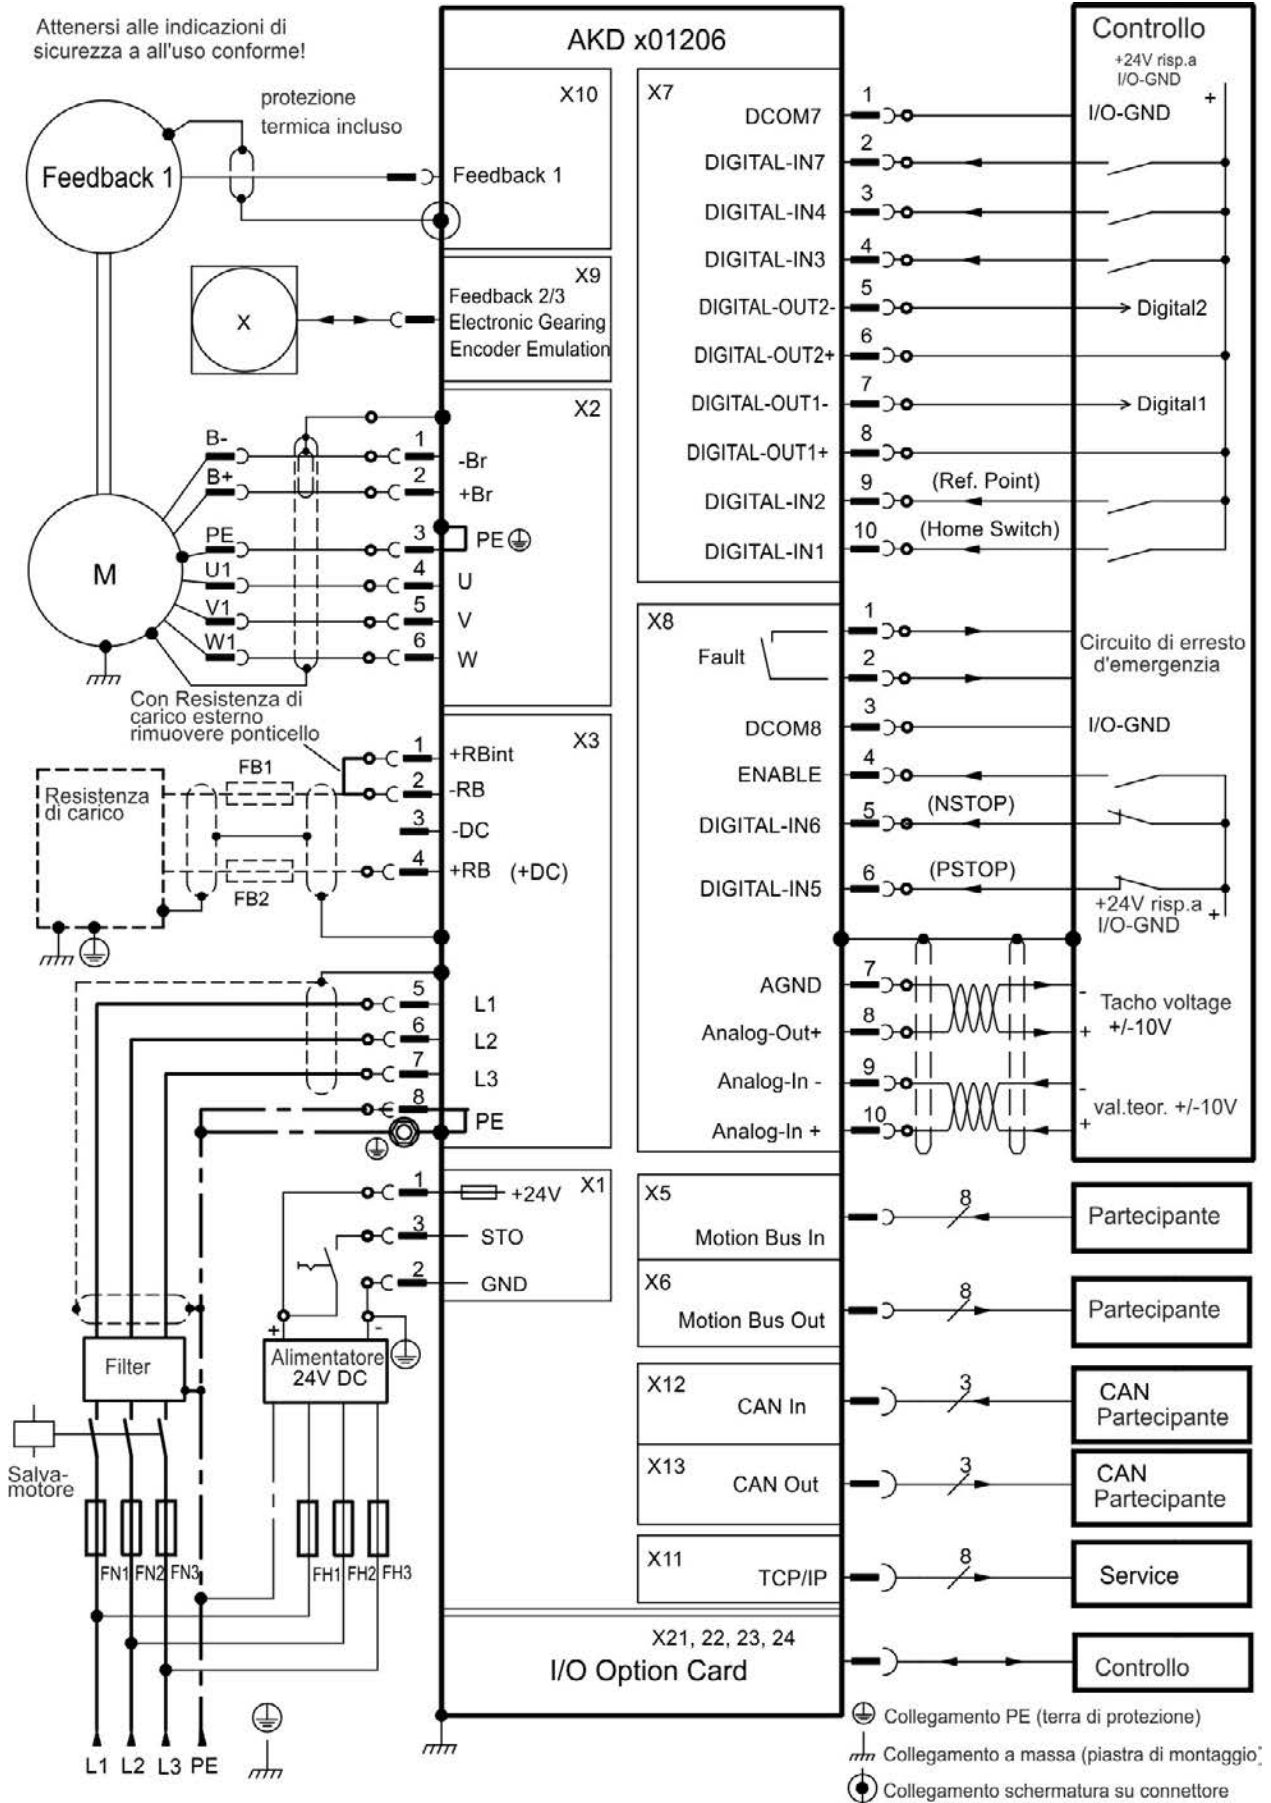 Attenersi alle indicazioni di
sicurezza a all'uso conforme!
AKD x01206
Controllo
+24V risp.a
I/O-GND
+
protezione
termica incluso
Feedback 1
X10
Feedback 1
X9
Feedback 2/3
Electronic Gearing
Encoder Emulation
X
X2
B-
1
-Br
B+
2
+Br
PE
3
PE
U1
4
U
V1
5
V
W1
6
W
M
Con Resistenza di
carico esterno
rimuovere ponticello
X3
1
+RBint
FB1
2
-RB
Resistenza
di carico
3
-DC
4
+RB (+DC)
FB2
5
L1
6
L2
7
L3
8
PE
X1
1
+24V
3
STO
2
GND
+
-
Alimentatore
24V DC
Filter
Salva-
motore
FN1
FN2
FN3
FH1
FH2
FH3
L1
L2
L3
PE
X7
DCOM7
1
I/O-GND
DIGITAL-IN7
2
DIGITAL-IN4
3
DIGITAL-IN3
4
DIGITAL-OUT2-
5
Digital2
DIGITAL-OUT2+
6
DIGITAL-OUT1-
7
Digital1
DIGITAL-OUT1+
8
DIGITAL-IN2
9
(Ref. Point)
DIGITAL-IN1
10
(Home Switch)
X8
Fault
1
2
Circuito di erresto
d'emergenzia
DCOM8
3
I/O-GND
ENABLE
4
DIGITAL-IN6
5
(NSTOP)
DIGITAL-IN5
6
(PSTOP)
+24V risp.a
I/O-GND
+
AGND
7
-
Tacho voltage
+/-10V
Analog-Out+
8
+
Analog-In -
9
-
val.teor. +/-10V
Analog-In +
10
+
X5
Motion Bus In
8
Partecipante
X6
Motion Bus Out
8
Partecipante
X12
CAN In
3
CAN
Partecipante
X13
CAN Out
3
CAN
Partecipante
X11
TCP/IP
8
Service
X21, 22, 23, 24
I/O Option Card
Controllo
Collegamento PE (terra di protezione)
Collegamento a massa (piastra di montaggio)
Collegamento schermatura su connettore